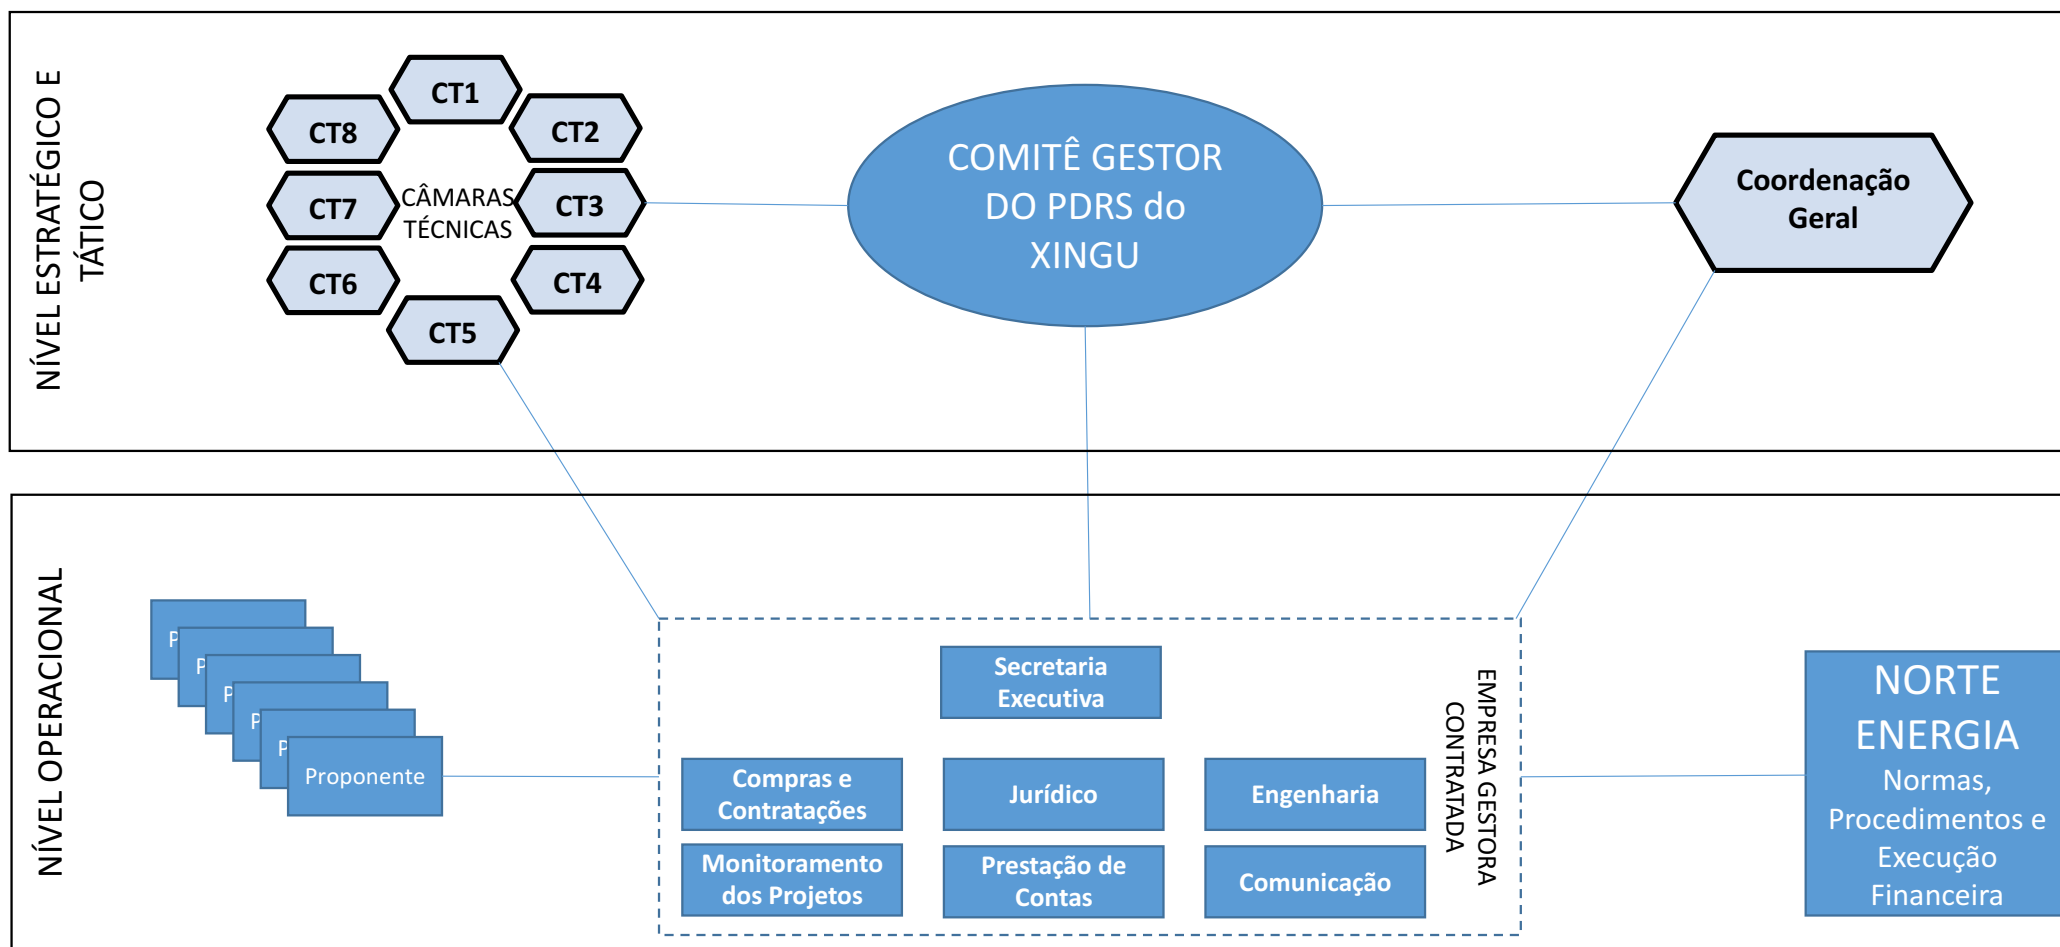 NÍVEL ESTRATÉGICO E
TÁTICO
CT1
CT8
CT2
CT7
CÂMARAS
TÉCNICAS
CT3
CT6
CT4
CT5
COMITÊ GESTOR
DO PDRS do
XINGU
Coordenação
Geral
NÍVEL OPERACIONAL
P
P
P
P
P
Proponente
Secretaria
Executiva
Compras e
Contratações
Jurídico
Engenharia
Monitoramento
dos Projetos
Prestação de
Contas
Comunicação
EMPRESA GESTORA
CONTRATADA
NORTE
ENERGIA
Normas,
Procedimentos e
Execução
Financeira